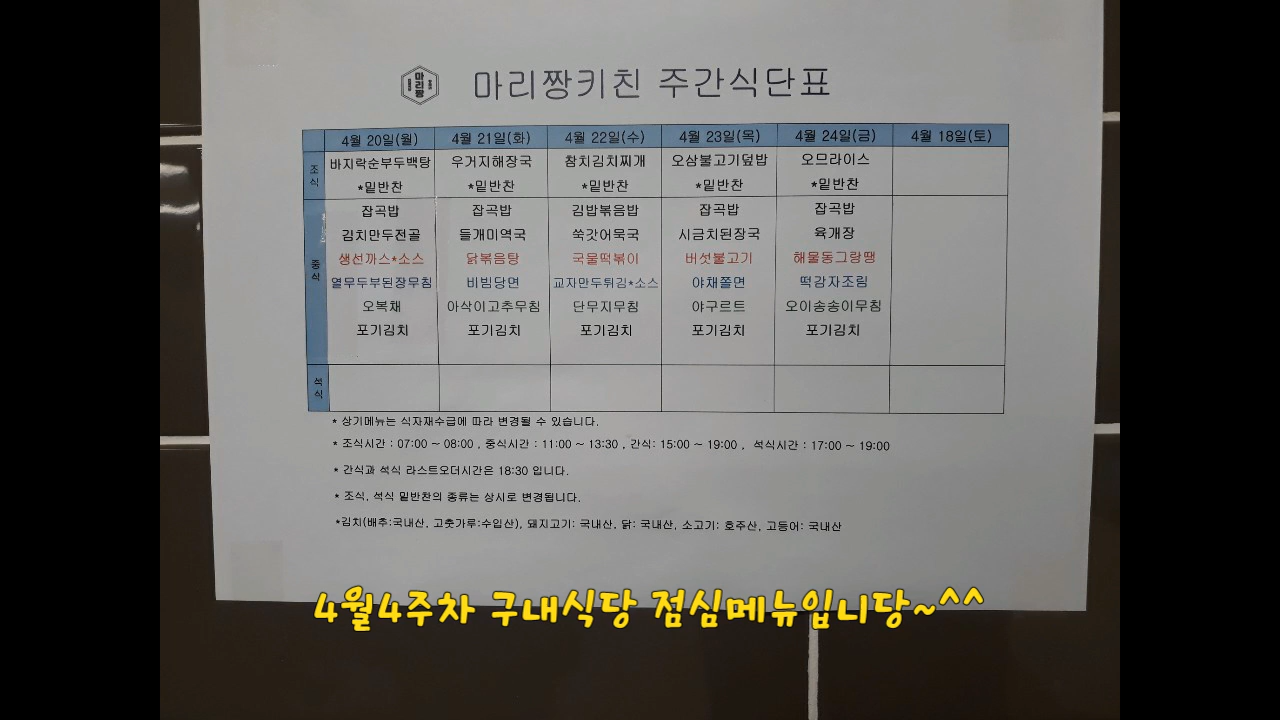 마리짱
마리짱키친 주간식단표
4월 20일(월) 4월 21일(화) 4월 22일(수) 4월 23일(목) 4월 24일(금) 4월 18일(토)
조식
바지락순부두백탕 우거지해장국 참치김치찌개 오삼불고기덮밥 오므라이스
*밑반찬 *밑반찬 *밑반찬 *밑반찬 *밑반찬
중식
잡곡밥 잡곡밥 김밥볶음밥 잡곡밥 잡곡밥
김치만두전골 들개미역국 쑥갓어묵국 시금치된장국 육개장
생선까스*소스 닭볶음탕 국물떡볶이 버섯불고기 해물동그랑땡
열무두부된장무침 비빔당면 교자만두튀김*소스 야채쫄면 떡감자조림
오복채 아삭이고추무침 단무지무침 야구르트 오이송송이무침
포기김치 포기김치 포기김치 포기김치 포기김치
석식
* 상기메뉴는 식자재수급에 따라 변경될 수 있습니다.
* 조식시간 : 07:00 ~ 08:00 , 중식시간 : 11:00 ~ 13:30 , 간식: 15:00 ~ 19:00 , 석식시간 : 17:00 ~ 19:00
* 간식과 석식 라스트오더시간은 18:30 입니다.
* 조식, 석식 밑반찬의 종류는 상시로 변경됩니다.
*김치(배추:국내산, 고춧가루:수입산), 돼지고기: 국내산, 닭: 국내산, 소고기: 호주산, 고등어: 국내산
4월4주차 구내식당 점심메뉴입니당~^^